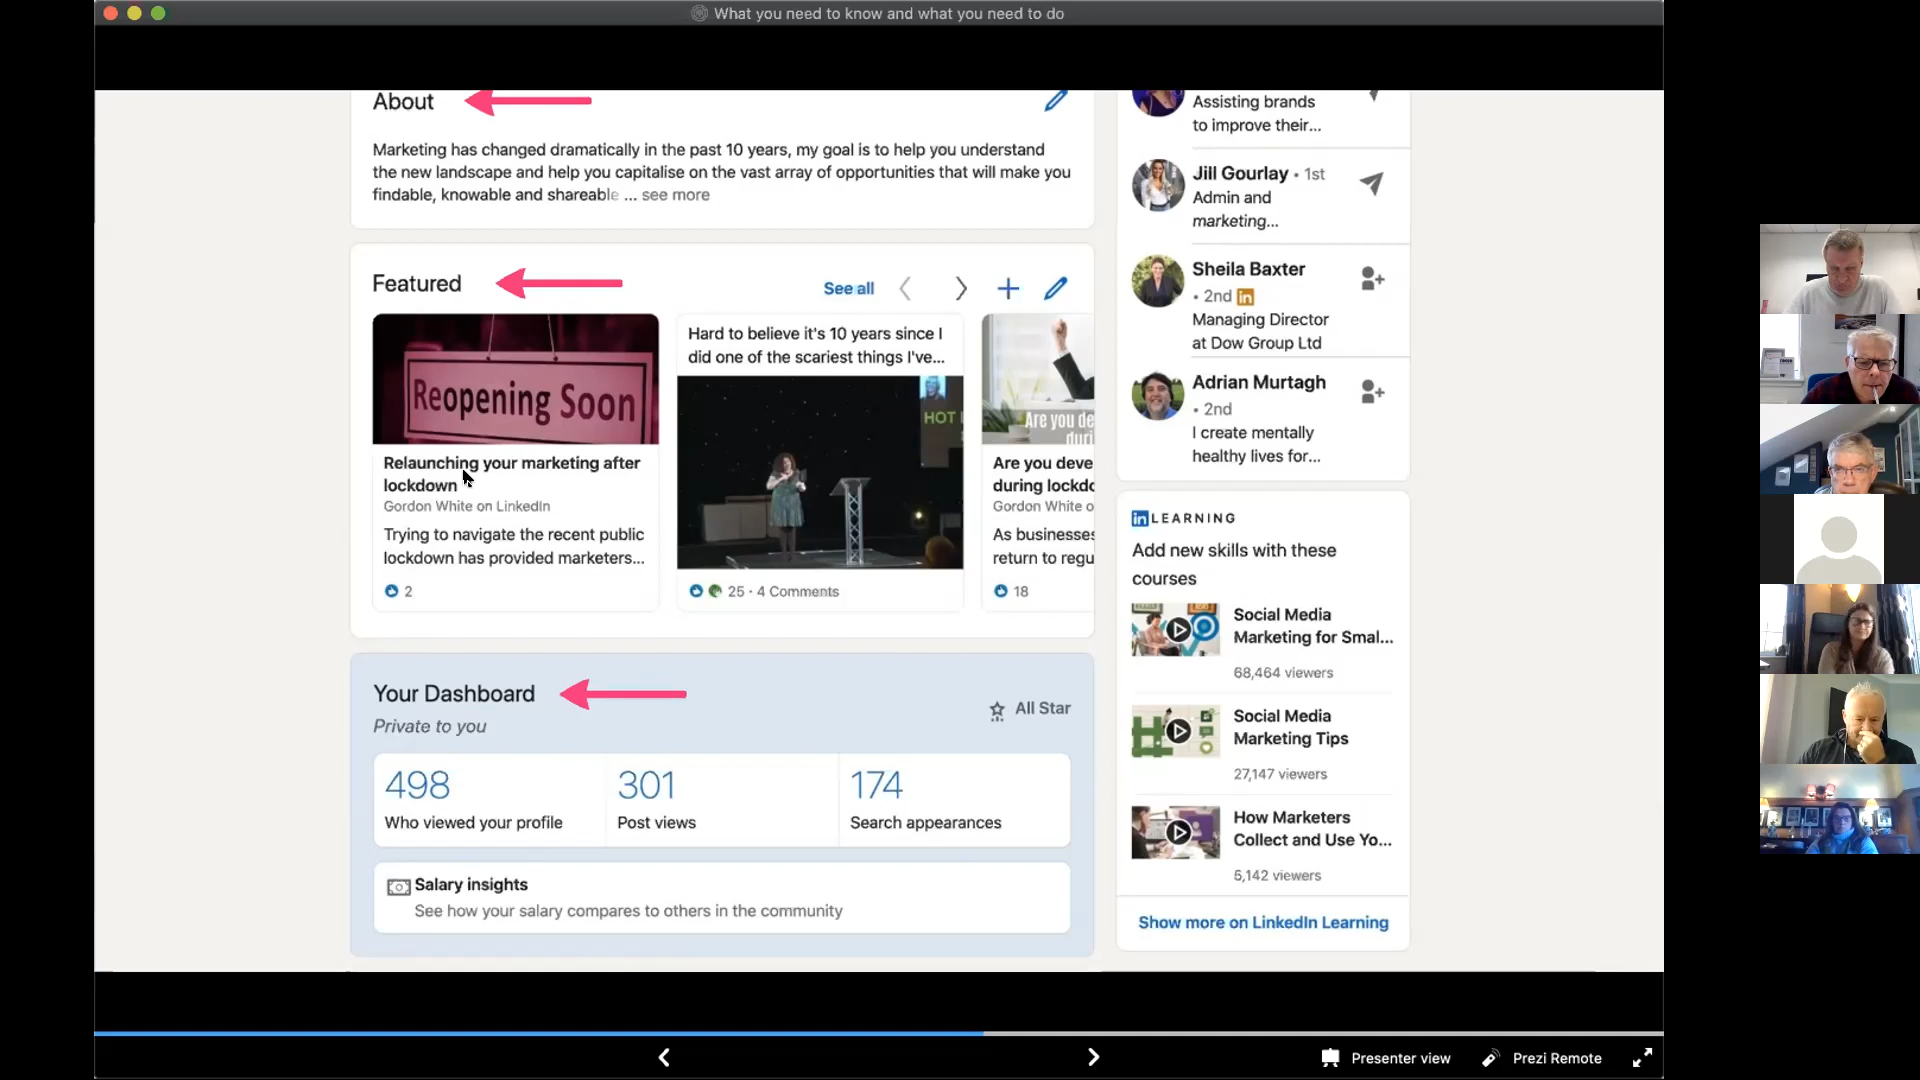 What you need to know and what you need to do
About
Marketing has changed dramatically in the past 10 years, my goal is to help you understand
the new landscape and help you capitalise on the vast array of opportunities that will make you
findable, knowable and shareable ... see more
Featured
See all
Reopening Soon
Relaunching your marketing after
lockdown
Gordon White on LinkedIn
Trying to navigate the recent public
lockdown has provided marketers...
2
Hard to believe it's 10 years since I
did one of the scariest things I've...
HOT
25 · 4 Comments
Are you de
duri
Are you deve
during lockdo
Gordon White o
As businesses
return to regu
18
Your Dashboard
Private to you
All Star
498
Who viewed your profile
301
Post views
174
Search appearances
Salary insights
See how your salary compares to others in the community
Assisting brands
to improve their...
Jill Gourlay • 1st
Admin and
marketing...
Sheila Baxter
• 2nd in
Managing Director
at Dow Group Ltd
Adrian Murtagh
• 2nd
I create mentally
healthy lives for...
in LEARNING
Add new skills with these
courses
Social Media
Marketing for Smal...
68,464 viewers
Social Media
Marketing Tips
27,147 viewers
How Marketers
Collect and Use Yo...
5,142 viewers
Show more on LinkedIn Learning
Presenter view
Prezi Remote